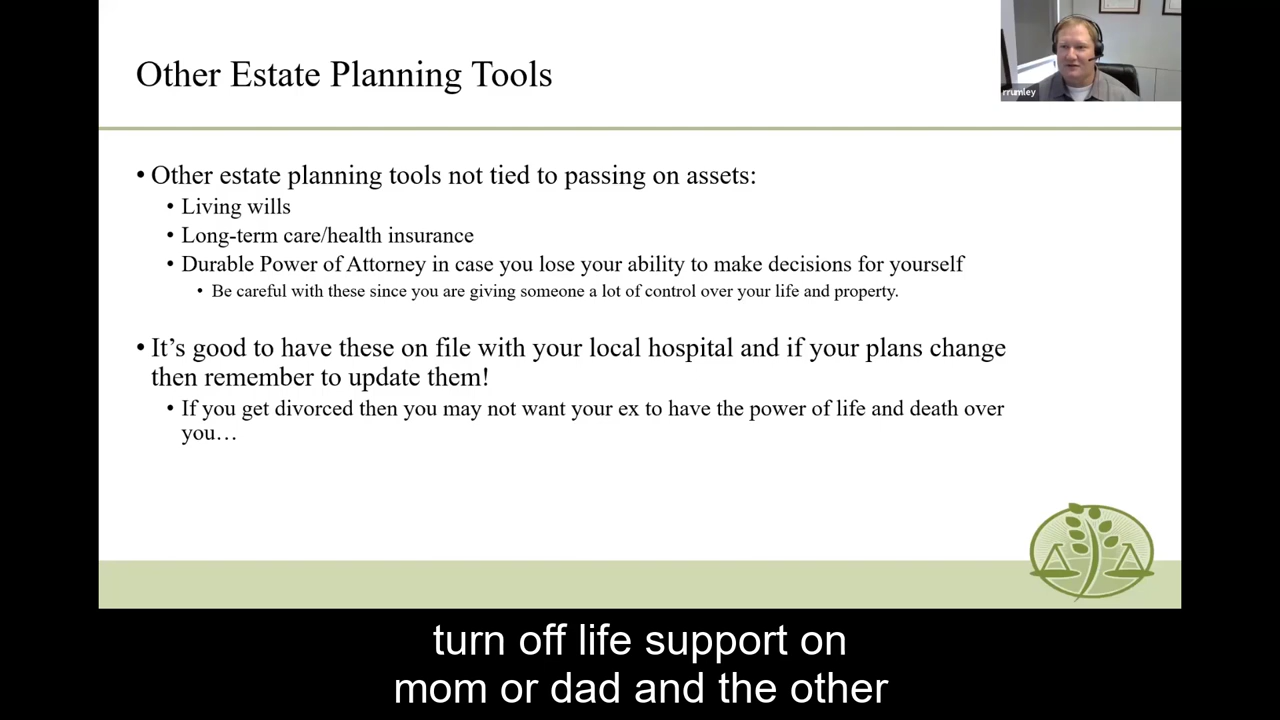 Other Estate Planning Tools
rrumley
• Other estate planning tools not tied to passing on assets:
• Living wills
• Long-term care/health insurance
• Durable Power of Attorney in case you lose your ability to make decisions for yourself
• Be careful with these since you are giving someone a lot of control over your life and property.
• It’s good to have these on file with your local hospital and if your plans change
then remember to update them!
• If you get divorced then you may not want your ex to have the power of life and death over
you…
turn off life support on
mom or dad and the other